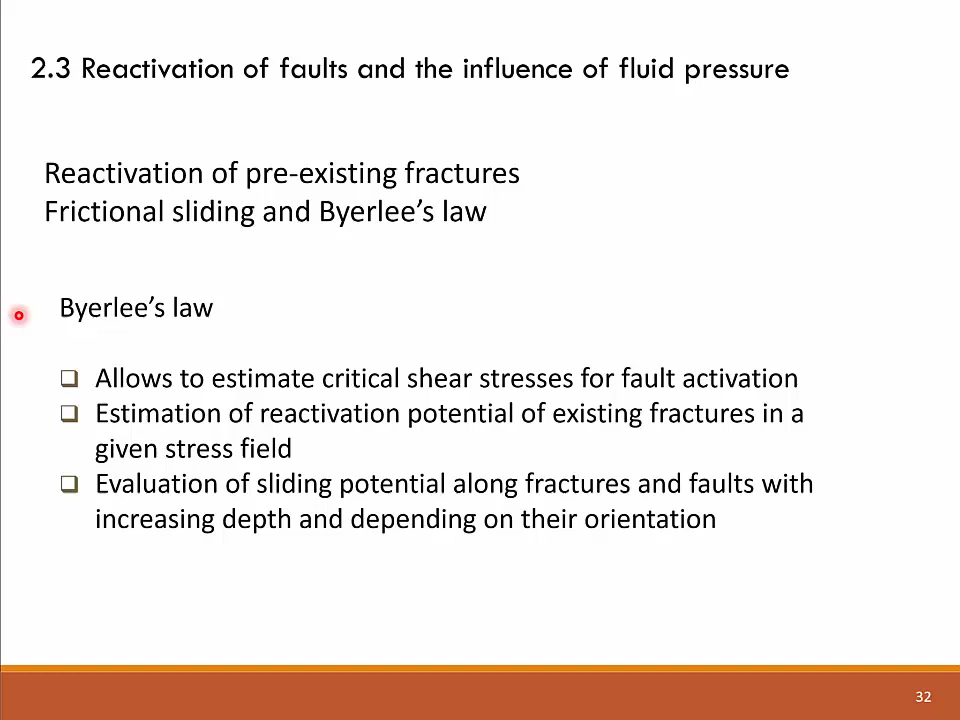 2.3 Reactivation of faults and the influence of fluid pressure
Reactivation of pre-existing fractures
Frictional sliding and Byerlee’s law
Byerlee’s law
Allows to estimate critical shear stresses for fault activation
Estimation of reactivation potential of existing fractures in a
given stress field
Evaluation of sliding potential along fractures and faults with
increasing depth and depending on their orientation
32